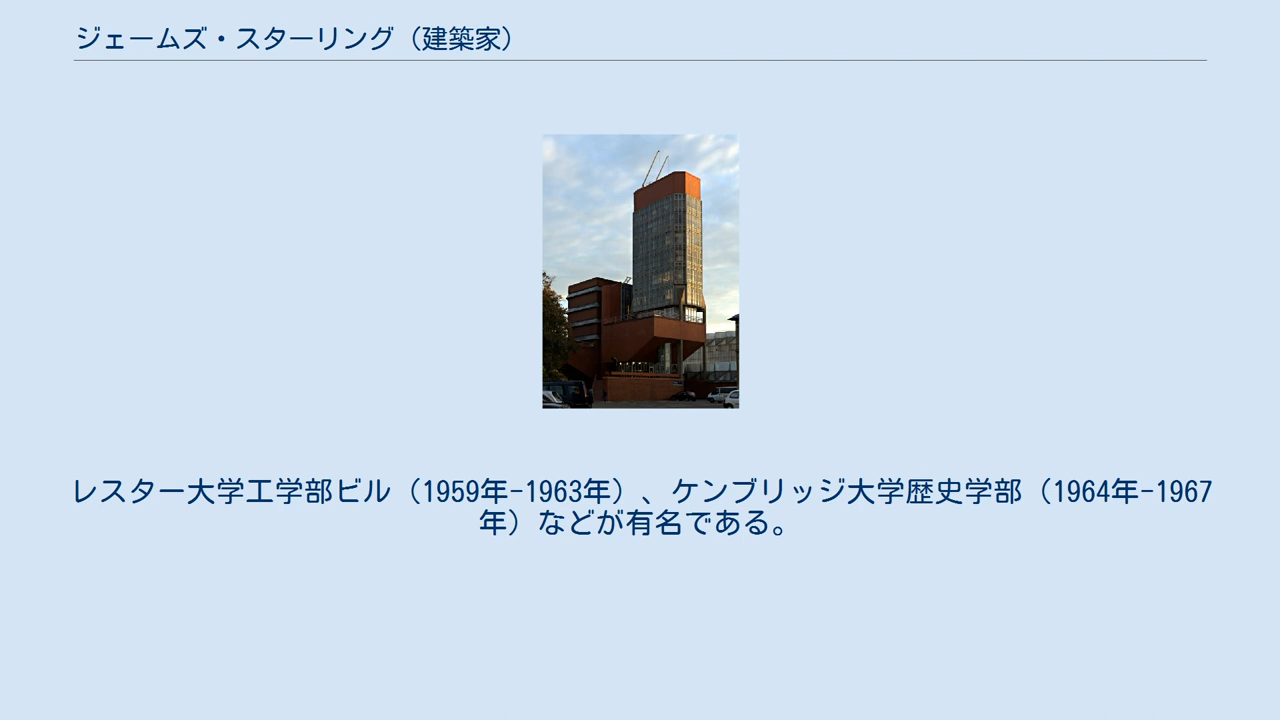 ジェームズ・スターリング（建築家）
レスター大学工学部ビル（1959年-1963年）、ケンブリッジ大学歴史学部（1964年-1967
年）などが有名である。